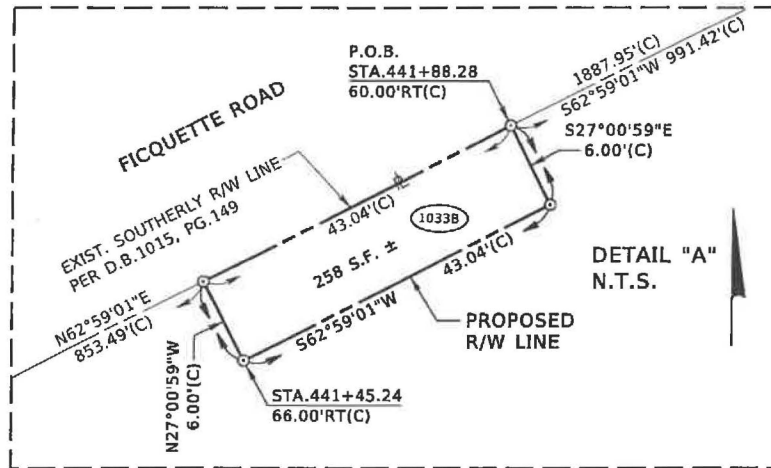 P.O.B.
STA.441+88.28
60.00'RT(C)
1887.95'(C)
S62°59'01"W 991.42'(C)
FICQUETTE ROAD
S27°00'59"E
6.00'(C)
EXIST. SOUTHERLY R/W LINE
PER D.B.1015, PG.149
43.04'(C)
1033B
258 S.F. ±
43.04'(C)
S62°59'01"W
DETAIL "A"
N.T.S.
N62°59'01"E
853.49'(C)
PROPOSED
R/W LINE
N27°00'59"W
6.00'(C)
STA.441+45.24
66.00'RT(C)